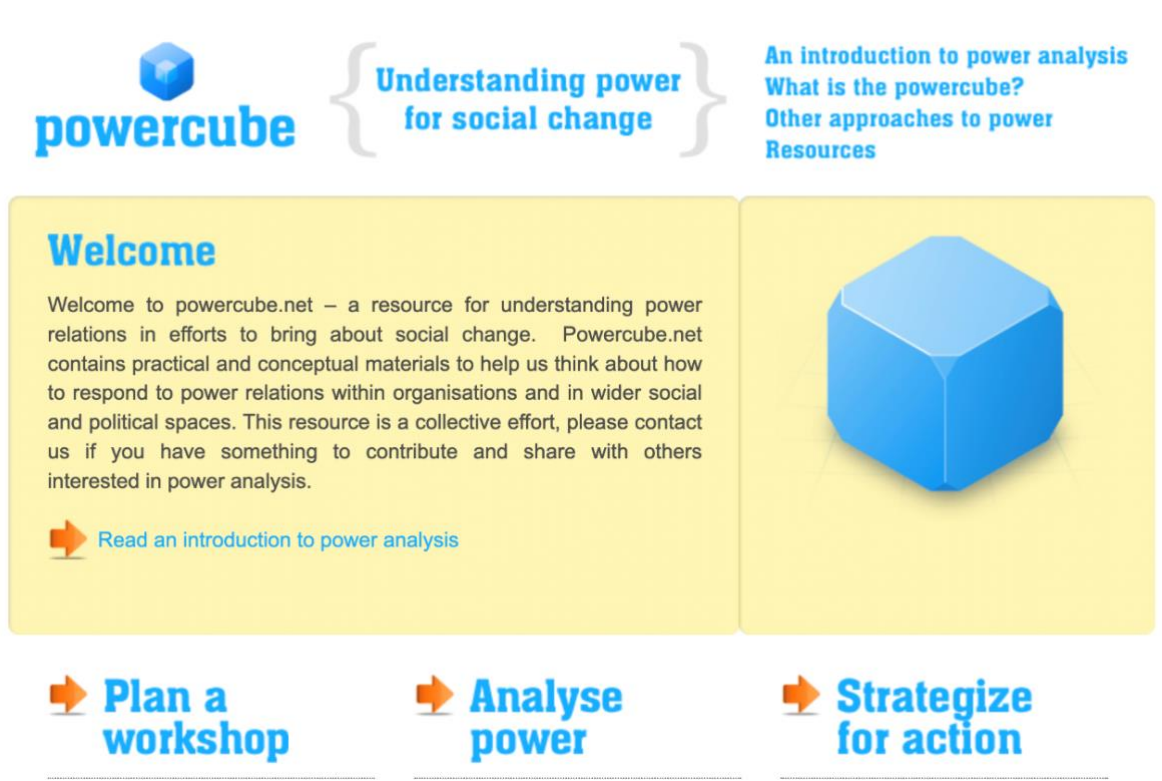 powercube
Understanding power
for social change
An introduction to power analysis
What is the powercube?
Other approaches to power
Resources
Welcome
Welcome to powercube.net – a resource for understanding power
relations in efforts to bring about social change. Powercube.net
contains practical and conceptual materials to help us think about how
to respond to power relations within organisations and in wider social
and political spaces. This resource is a collective effort, please contact
us if you have something to contribute and share with others
interested in power analysis.
Read an introduction to power analysis
Plan a
workshop
Analyse
power
Strategize
for action